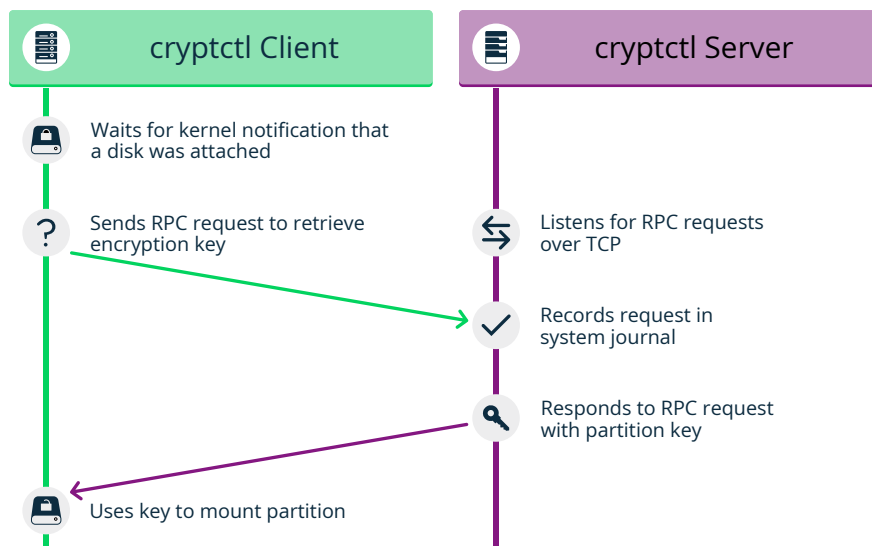 cryptctl Client
cryptctl Server
Waits for kernel notification that
a disk was attached
Sends RPC request to retrieve
encryption key
Listens for RPC requests
over TCP
Records request in
system journal
Responds to RPC request
with partition key
Uses key to mount partition